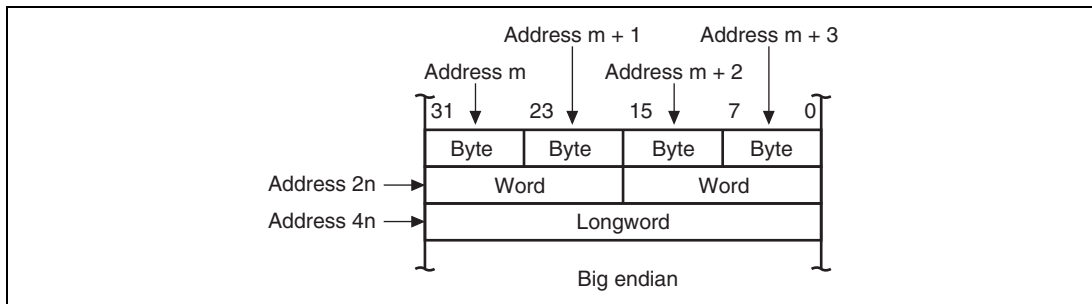 Address m + 1 Address m + 3
Address m Address m + 2
31 23 15 7 0
Byte Byte Byte Byte
Address 2n Word Word
Address 4n Longword
Big endian